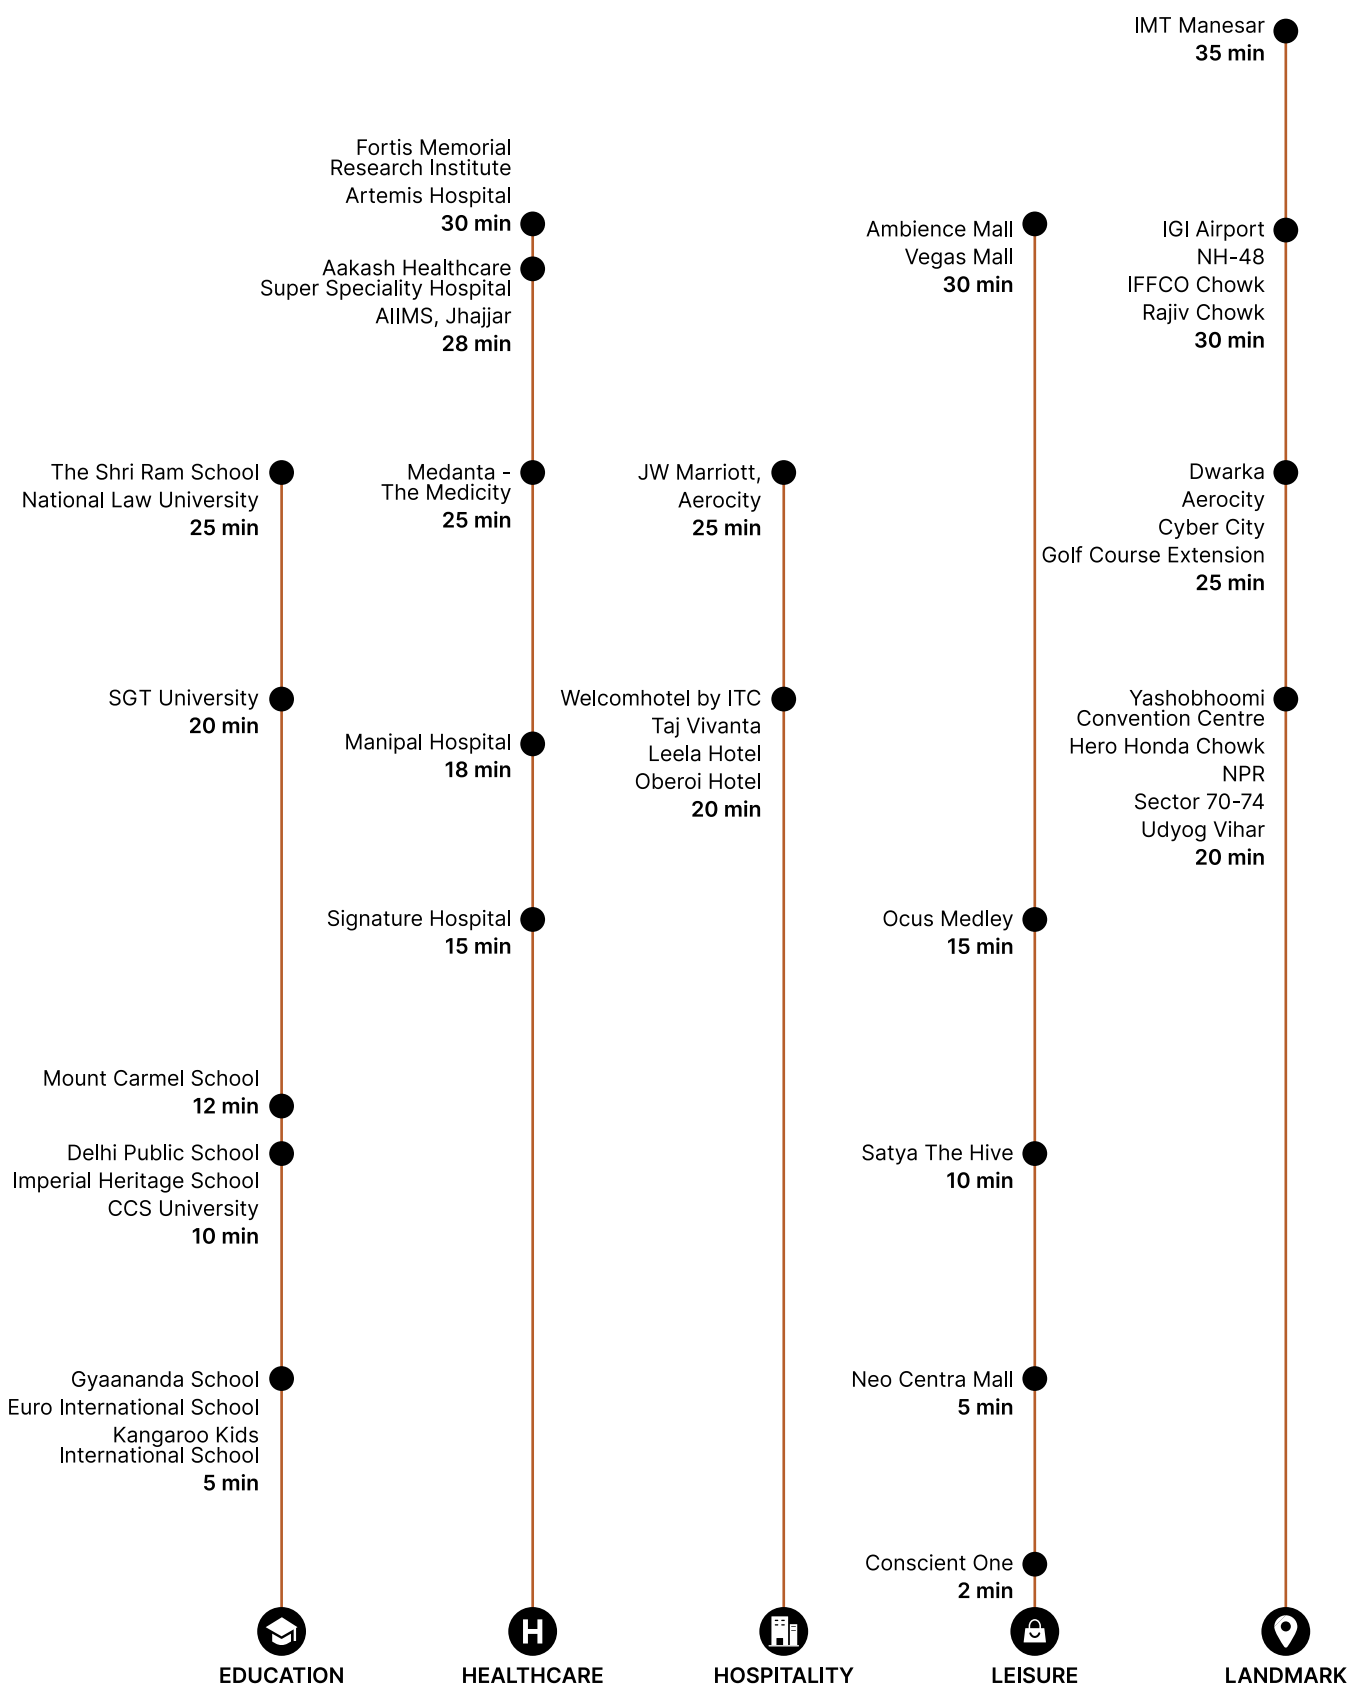 The Shri Ram School
National Law University
25 min
SGT University
20 min
Mount Carmel School
12 min
Delhi Public School
Imperial Heritage School
CCS University
10 min
Gyaananda School
Euro International School
Kangaroo Kids
International School
5 min
EDUCATION
Fortis Memorial
Research Institute
Artemis Hospital
30 min
Aakash Healthcare
Super Speciality Hospital
AIIMS, Jhajjar
28 min
Medanta -
The Medicity
25 min
Manipal Hospital
18 min
Signature Hospital
15 min
H
HEALTHCARE
JW Marriott,
Aerocity
25 min
Welcomhotel by ITC
Taj Vivanta
Leela Hotel
Oberoi Hotel
20 min
HOSPITALITY
Ambience Mall
Vegas Mall
30 min
Ocus Medley
15 min
Satya The Hive
10 min
Neo Centra Mall
5 min
Conscient One
2 min
LEISURE
IMT Manesar
35 min
IGI Airport
NH-48
IFFCO Chowk
Rajiv Chowk
30 min
Dwarka
Aerocity
Cyber City
Golf Course Extension
25 min
Yashobhoomi
Convention Centre
Hero Honda Chowk
NPR
Sector 70-74
Udyog Vihar
20 min
LANDMARK